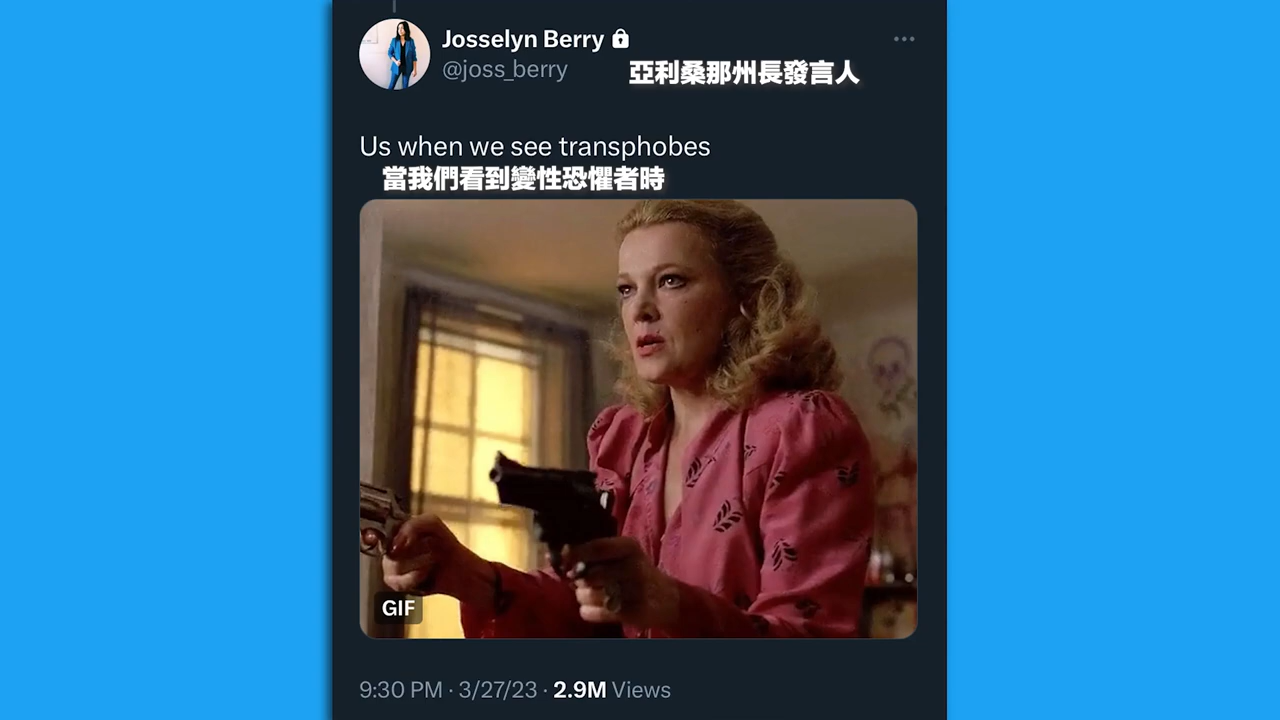 Josselyn Berry
@joss_berry
亞利桑那州長發言人
Us when we see transphobes
當我們看到變性恐懼者時
GIF
9:30 PM · 3/27/23 · 2.9M Views